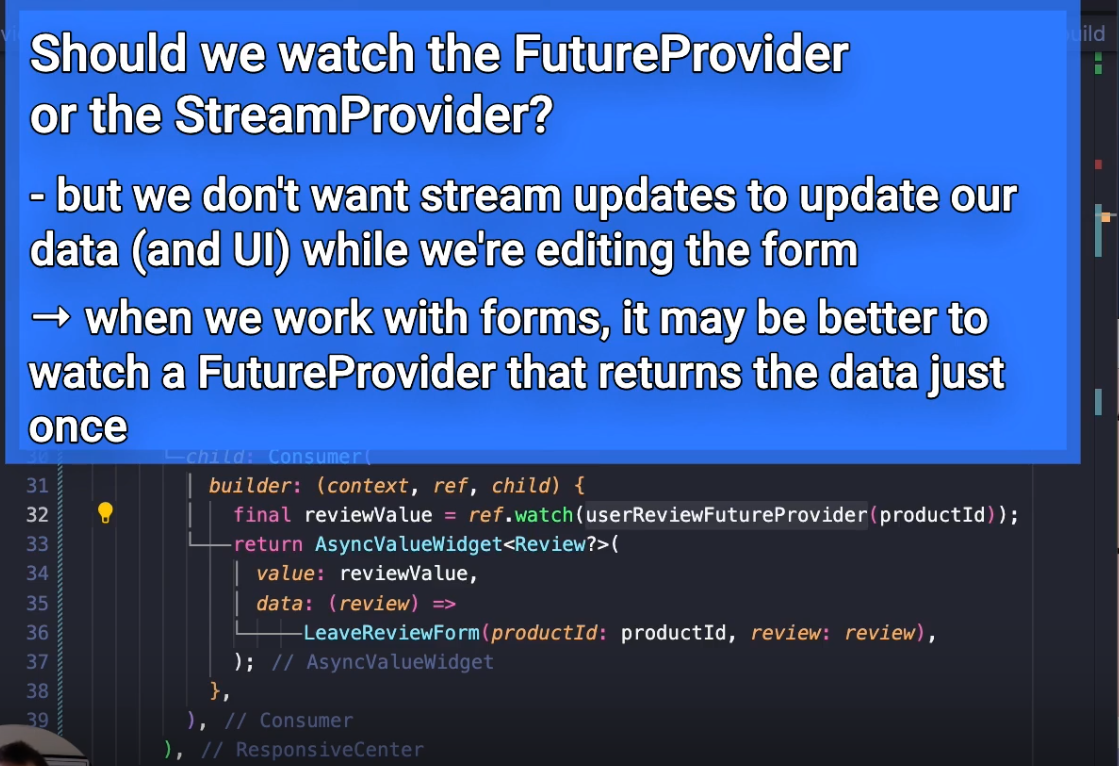 Should we watch the FutureProvider
or the StreamProvider?
- but we don't want stream updates to update our
data (and UI) while we're editing the form
→ when we work with forms, it may be better to
watch a FutureProvider that returns the data just
once
30 child: Consumer(
31 builder: (context, ref, child) {
32 final reviewValue = ref.watch(userReviewFutureProvider(productId));
33 return AsyncValueWidget<Review?>(
34 value: reviewValue,
35 data: (review) =>
36 LeaveReviewForm(productId: productId, review: review),
37 ); // AsyncValueWidget
38 },
39 ), // Consumer
), // ResponsiveCenter